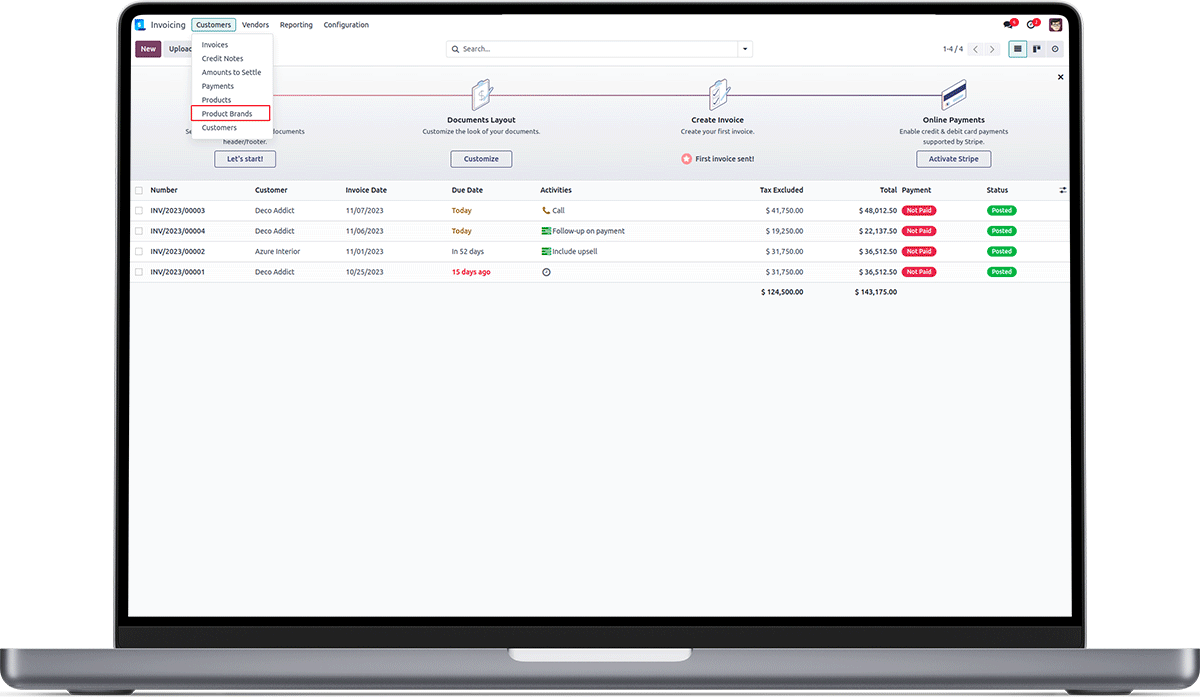 Invoicing Customers Vendors Reporting Configuration
New Upload
Search...
1-4 / 4
Invoices
Credit Notes
Amounts to Settle
Payments
Products
Product Brands
Customers
header/footer.
Let's start!
Documents Layout
Customize the look of your documents.
Customize
Create Invoice
Create your first invoice.
First invoice sent!
Online Payments
Enable credit & debit card payments
supported by Stripe.
Activate Stripe
Number Customer Invoice Date Due Date Activities Tax Excluded Total Payment Status
INV/2023/00003 Deco Addict 11/07/2023 Today Call $ 41,750.00 $ 48,012.50 Not Paid Posted
INV/2023/00004 Deco Addict 11/06/2023 Today Follow-up on payment $ 19,250.00 $ 22,137.50 Not Paid Posted
INV/2023/00002 Azure Interior 11/01/2023 In 52 days Include upsell $ 31,750.00 $ 36,512.50 Not Paid Posted
INV/2023/00001 Deco Addict 10/25/2023 15 days ago $ 31,750.00 $ 36,512.50 Not Paid Posted
$ 124,500.00 $ 143,175.00